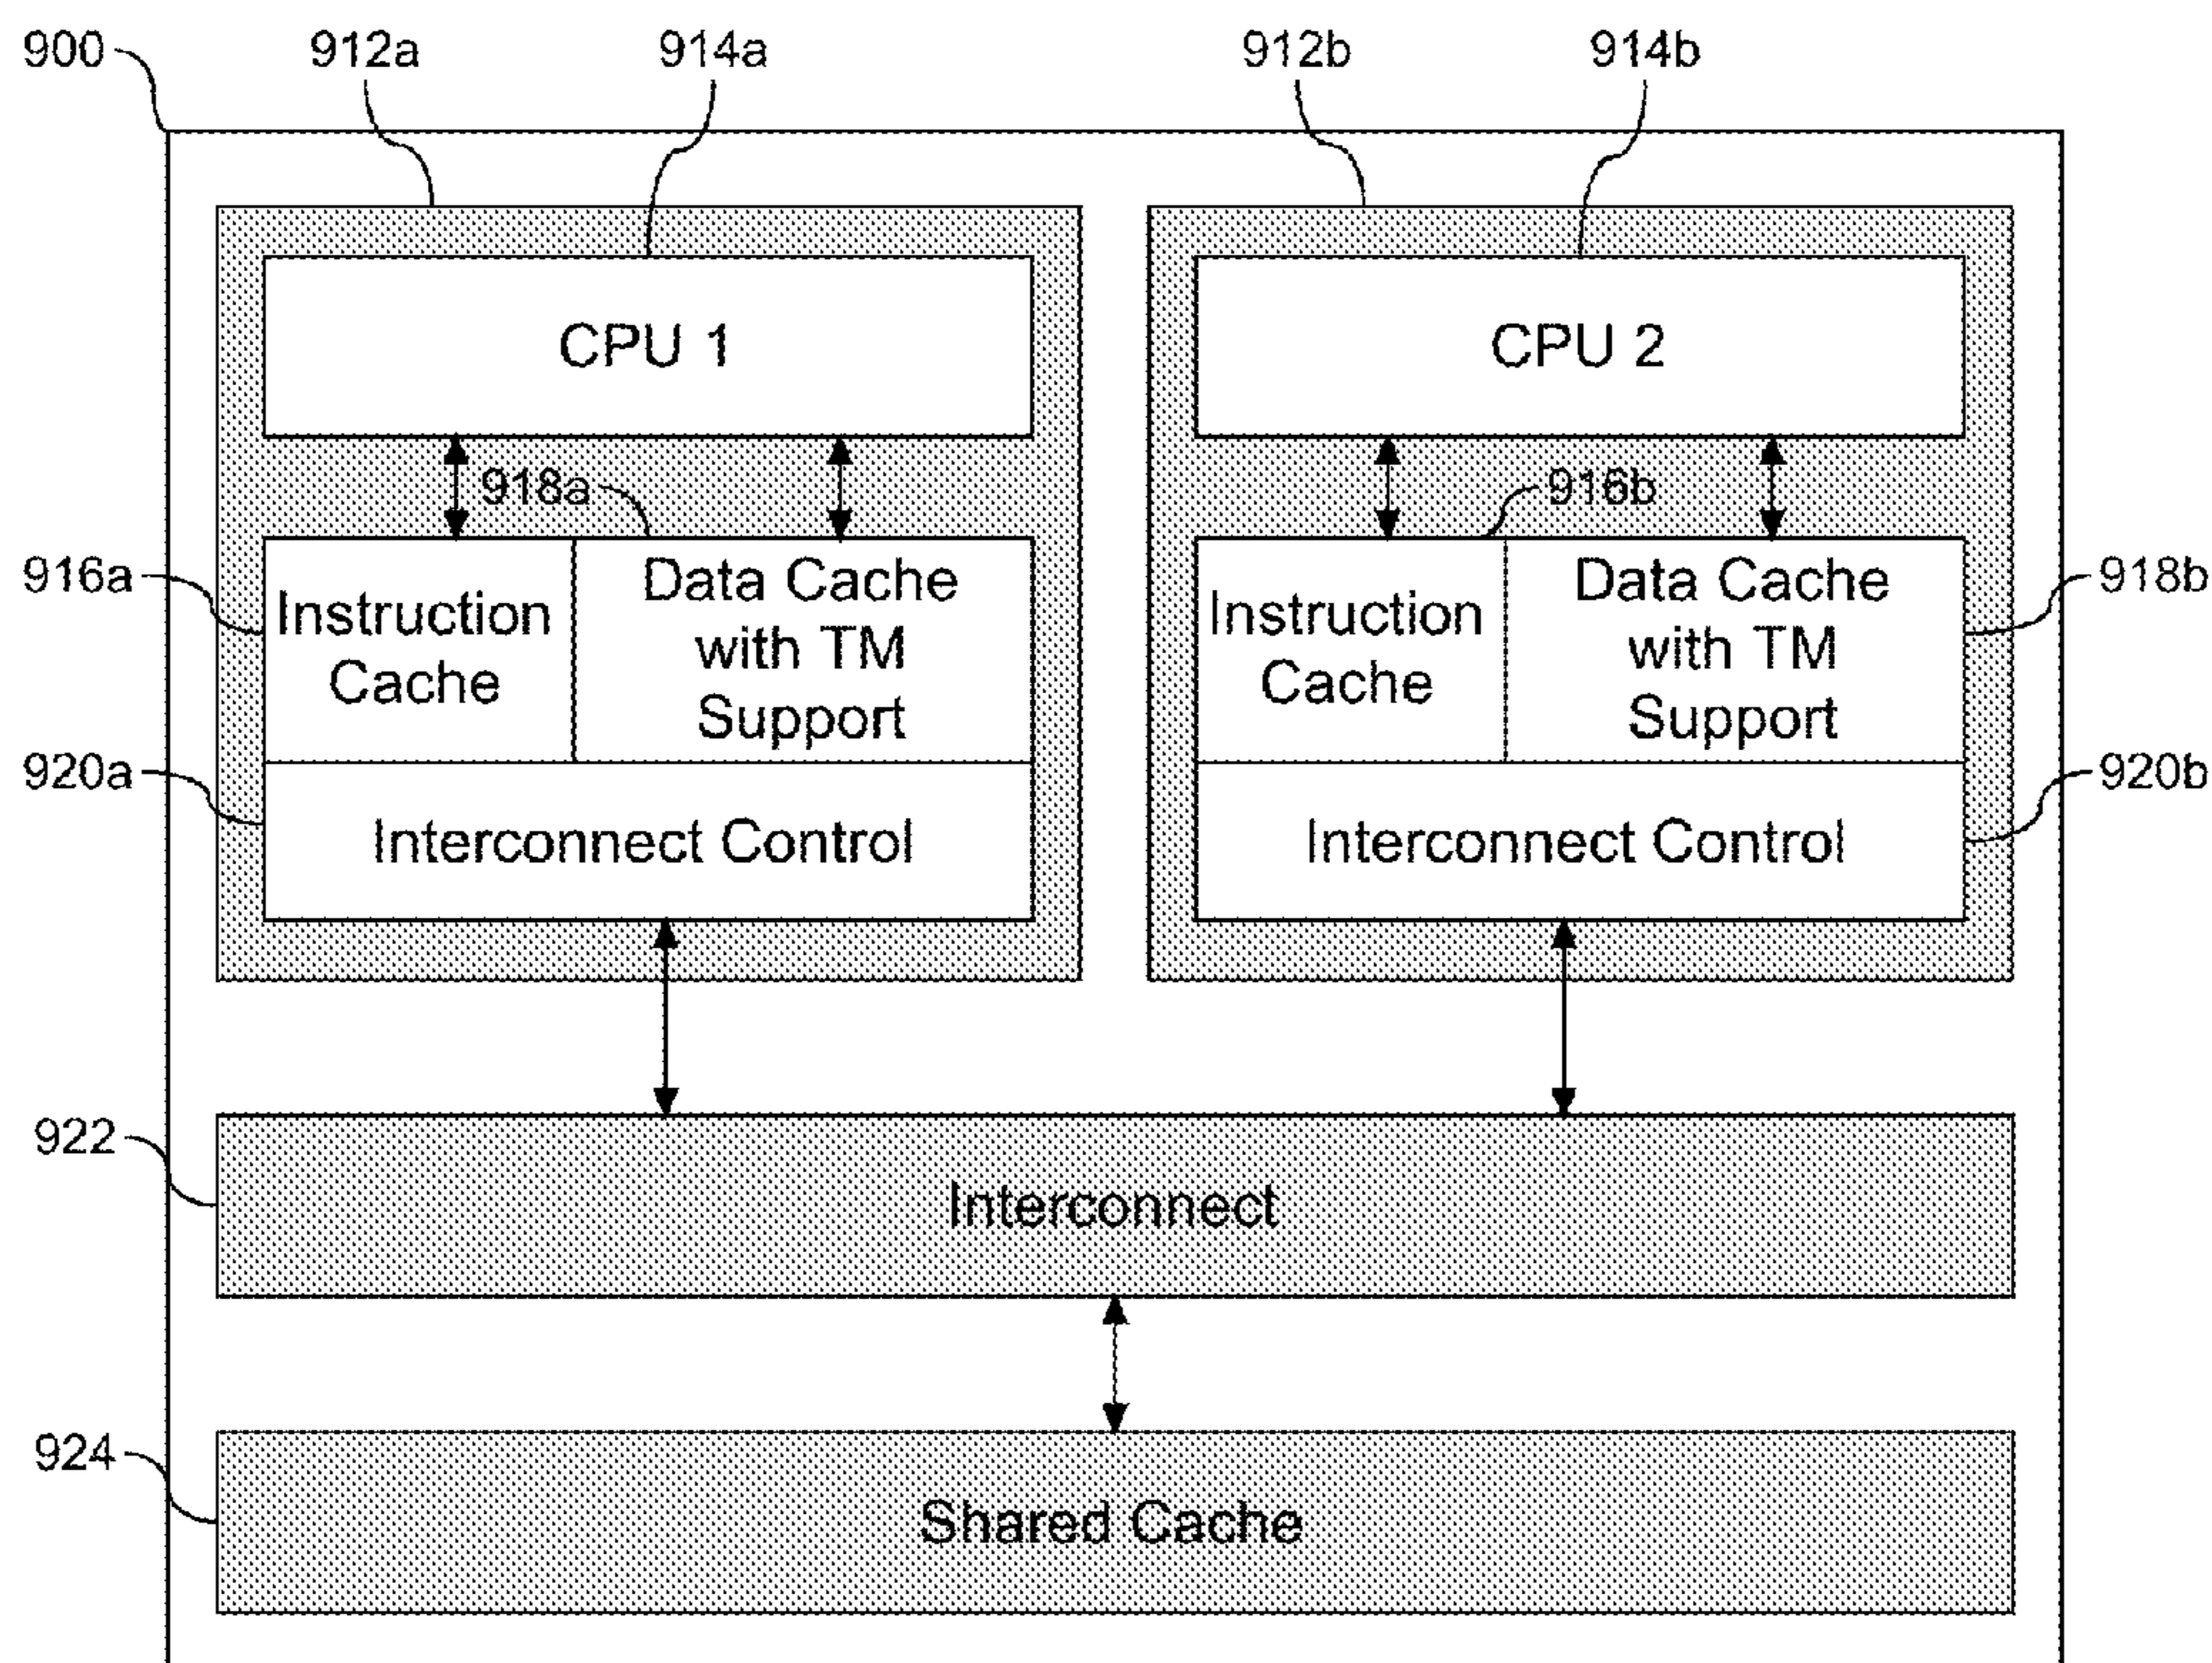 900
912a
914a
912b
914b
CPU 1
CPU 2
918a
916b
916a
Instruction
Cache
Data Cache
with TM
Support
Instruction
Cache
Data Cache
with TM
Support
918b
920a
Interconnect Control
Interconnect Control
920b
922
Interconnect
924
Shared Cache